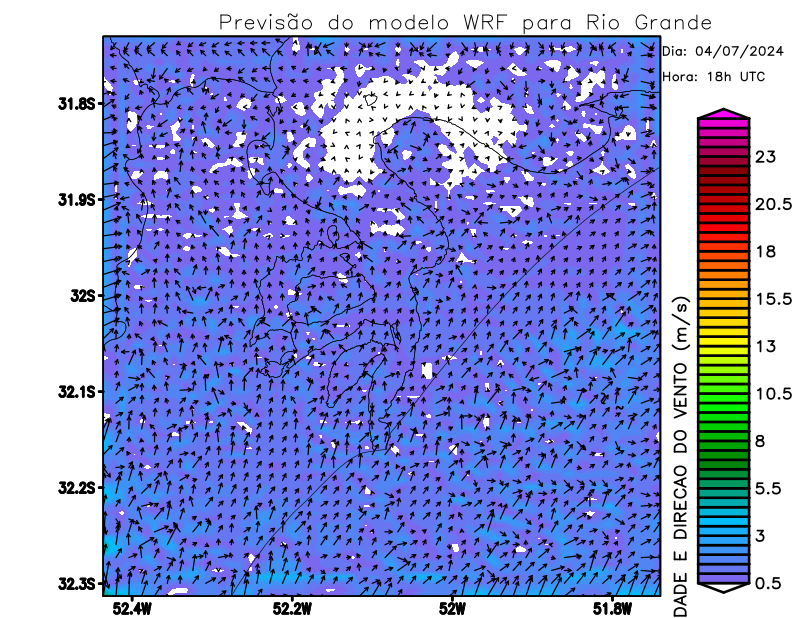 Previsão do modelo WRF para Rio Grande
Dia: 04/07/2024
Hora: 18h UTC
31.8S
31.9S
32S
32.1S
32.2S
32.3S
52.4W
52.2W
52W
51.8W
23
20.5
18
15.5
13
10.5
8
5.5
3
0.5
DADE E DIRECAO DO VENTO (m/s)